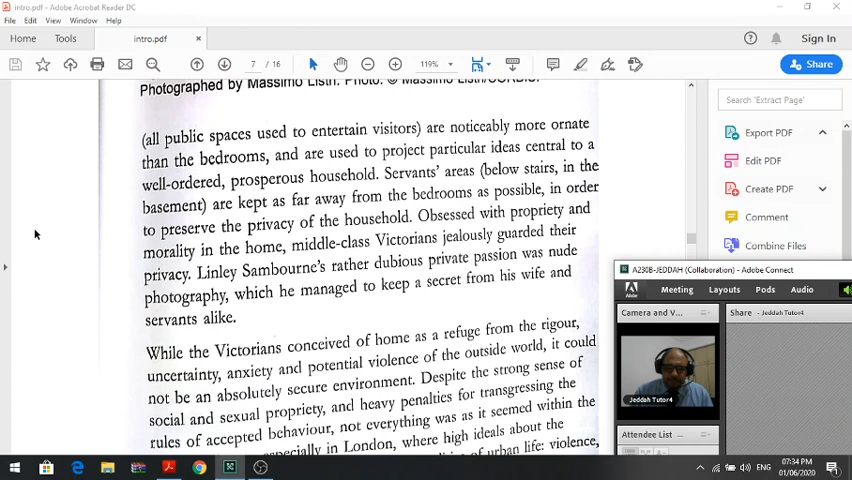 intro.pdf - Adobe Acrobat Reader DC
File Edit View Window Help
Home Tools intro.pdf × Sign In
7 / 16 119% Share
Photographed by Massimo Listri. Photo: © Massimo Listri/CORBIS.
(all public spaces used to entertain visitors) are noticeably more ornate
than the bedrooms, and are used to project particular ideas central to a
well-ordered, prosperous household. Servants' areas (below stairs, in the
basement) are kept as far away from the bedrooms as possible, in order
to preserve the privacy of the household. Obsessed with propriety and
morality in the home, middle-class Victorians jealously guarded their
privacy. Linley Sambourne's rather dubious private passion was nude
photography, which he managed to keep a secret from his wife and
servants alike.
While the Victorians conceived of home as a refuge from the rigour,
uncertainty, anxiety and potential violence of the outside world, it could
not be an absolutely secure environment. Despite the strong sense of
social and sexual propriety, and heavy penalties for transgressing the
rules of accepted behaviour, not everything was as it seemed within the
especially in London, where high ideals about the
of urban life: violence,
Search 'Extract Page'
Export PDF
Edit PDF
Create PDF
Comment
Combine Files
A230B-JEDDAH (Collaboration) - Adobe Connect
Meeting Layouts Pods Audio
Camera and V...
Share - Jeddah Tutor4
Jeddah Tutor4
Attendee List
ENG
07:34 PM
01/06/2020